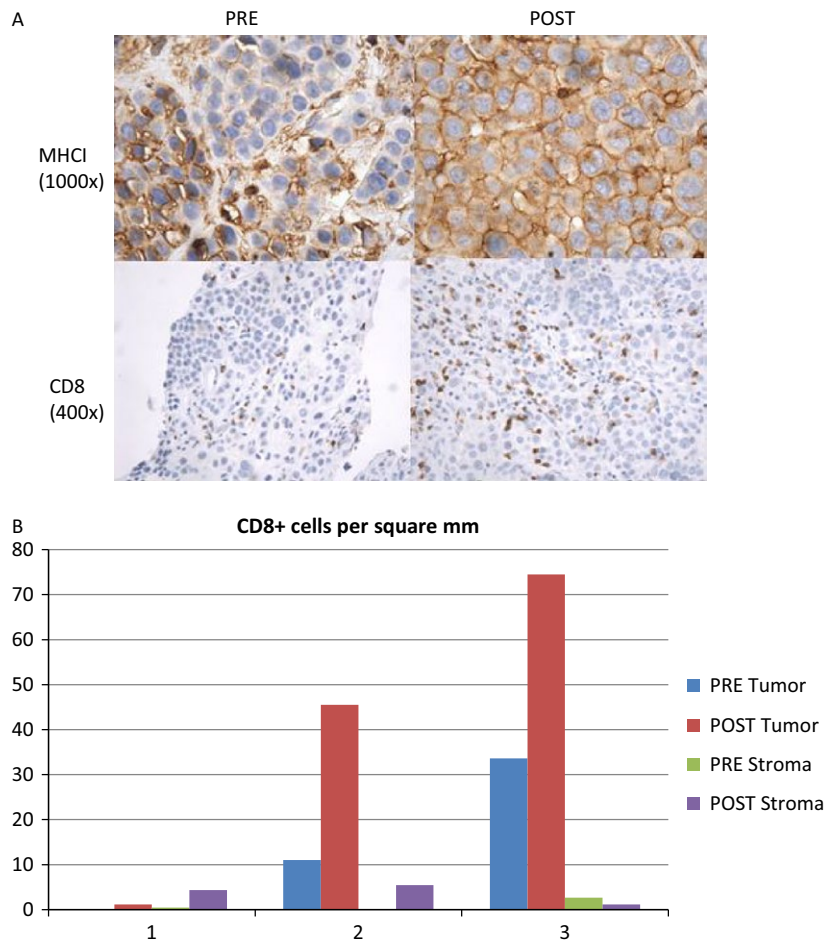 A
PRE POST
MHCI
(1000x)
CD8
(400x)
B
CD8+ cells per square mm
80
70
60
50
40
30
20
10
0
1 2 3
PRE Tumor
POST Tumor
PRE Stroma
POST Stroma